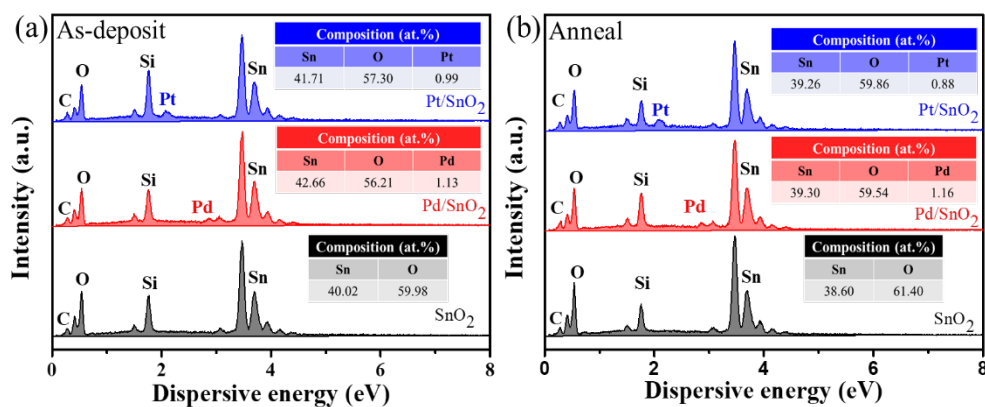 (a) As-deposit
Intensity (a.u.)
Composition (at.%)
Sn O Pt
41.71 57.30 0.99
Pt/SnO2
C O Si Pt Sn
Composition (at.%)
Sn O Pd
42.66 56.21 1.13
Pd/SnO2
C O Si Pd Sn
Composition (at.%)
Sn O
40.02 59.98
SnO2
C O Si Sn
0 2 4 6 8
Dispersive energy (eV)
(b) Anneal
Intensity (a.u.)
Composition (at.%)
Sn O Pt
39.26 59.86 0.88
Pt/SnO2
C O Si Pt Sn
Composition (at.%)
Sn O Pd
39.30 59.54 1.16
Pd/SnO2
C O Si Pd Sn
Composition (at.%)
Sn O
38.60 61.40
SnO2
C O Si Sn
0 2 4 6 8
Dispersive energy (eV)